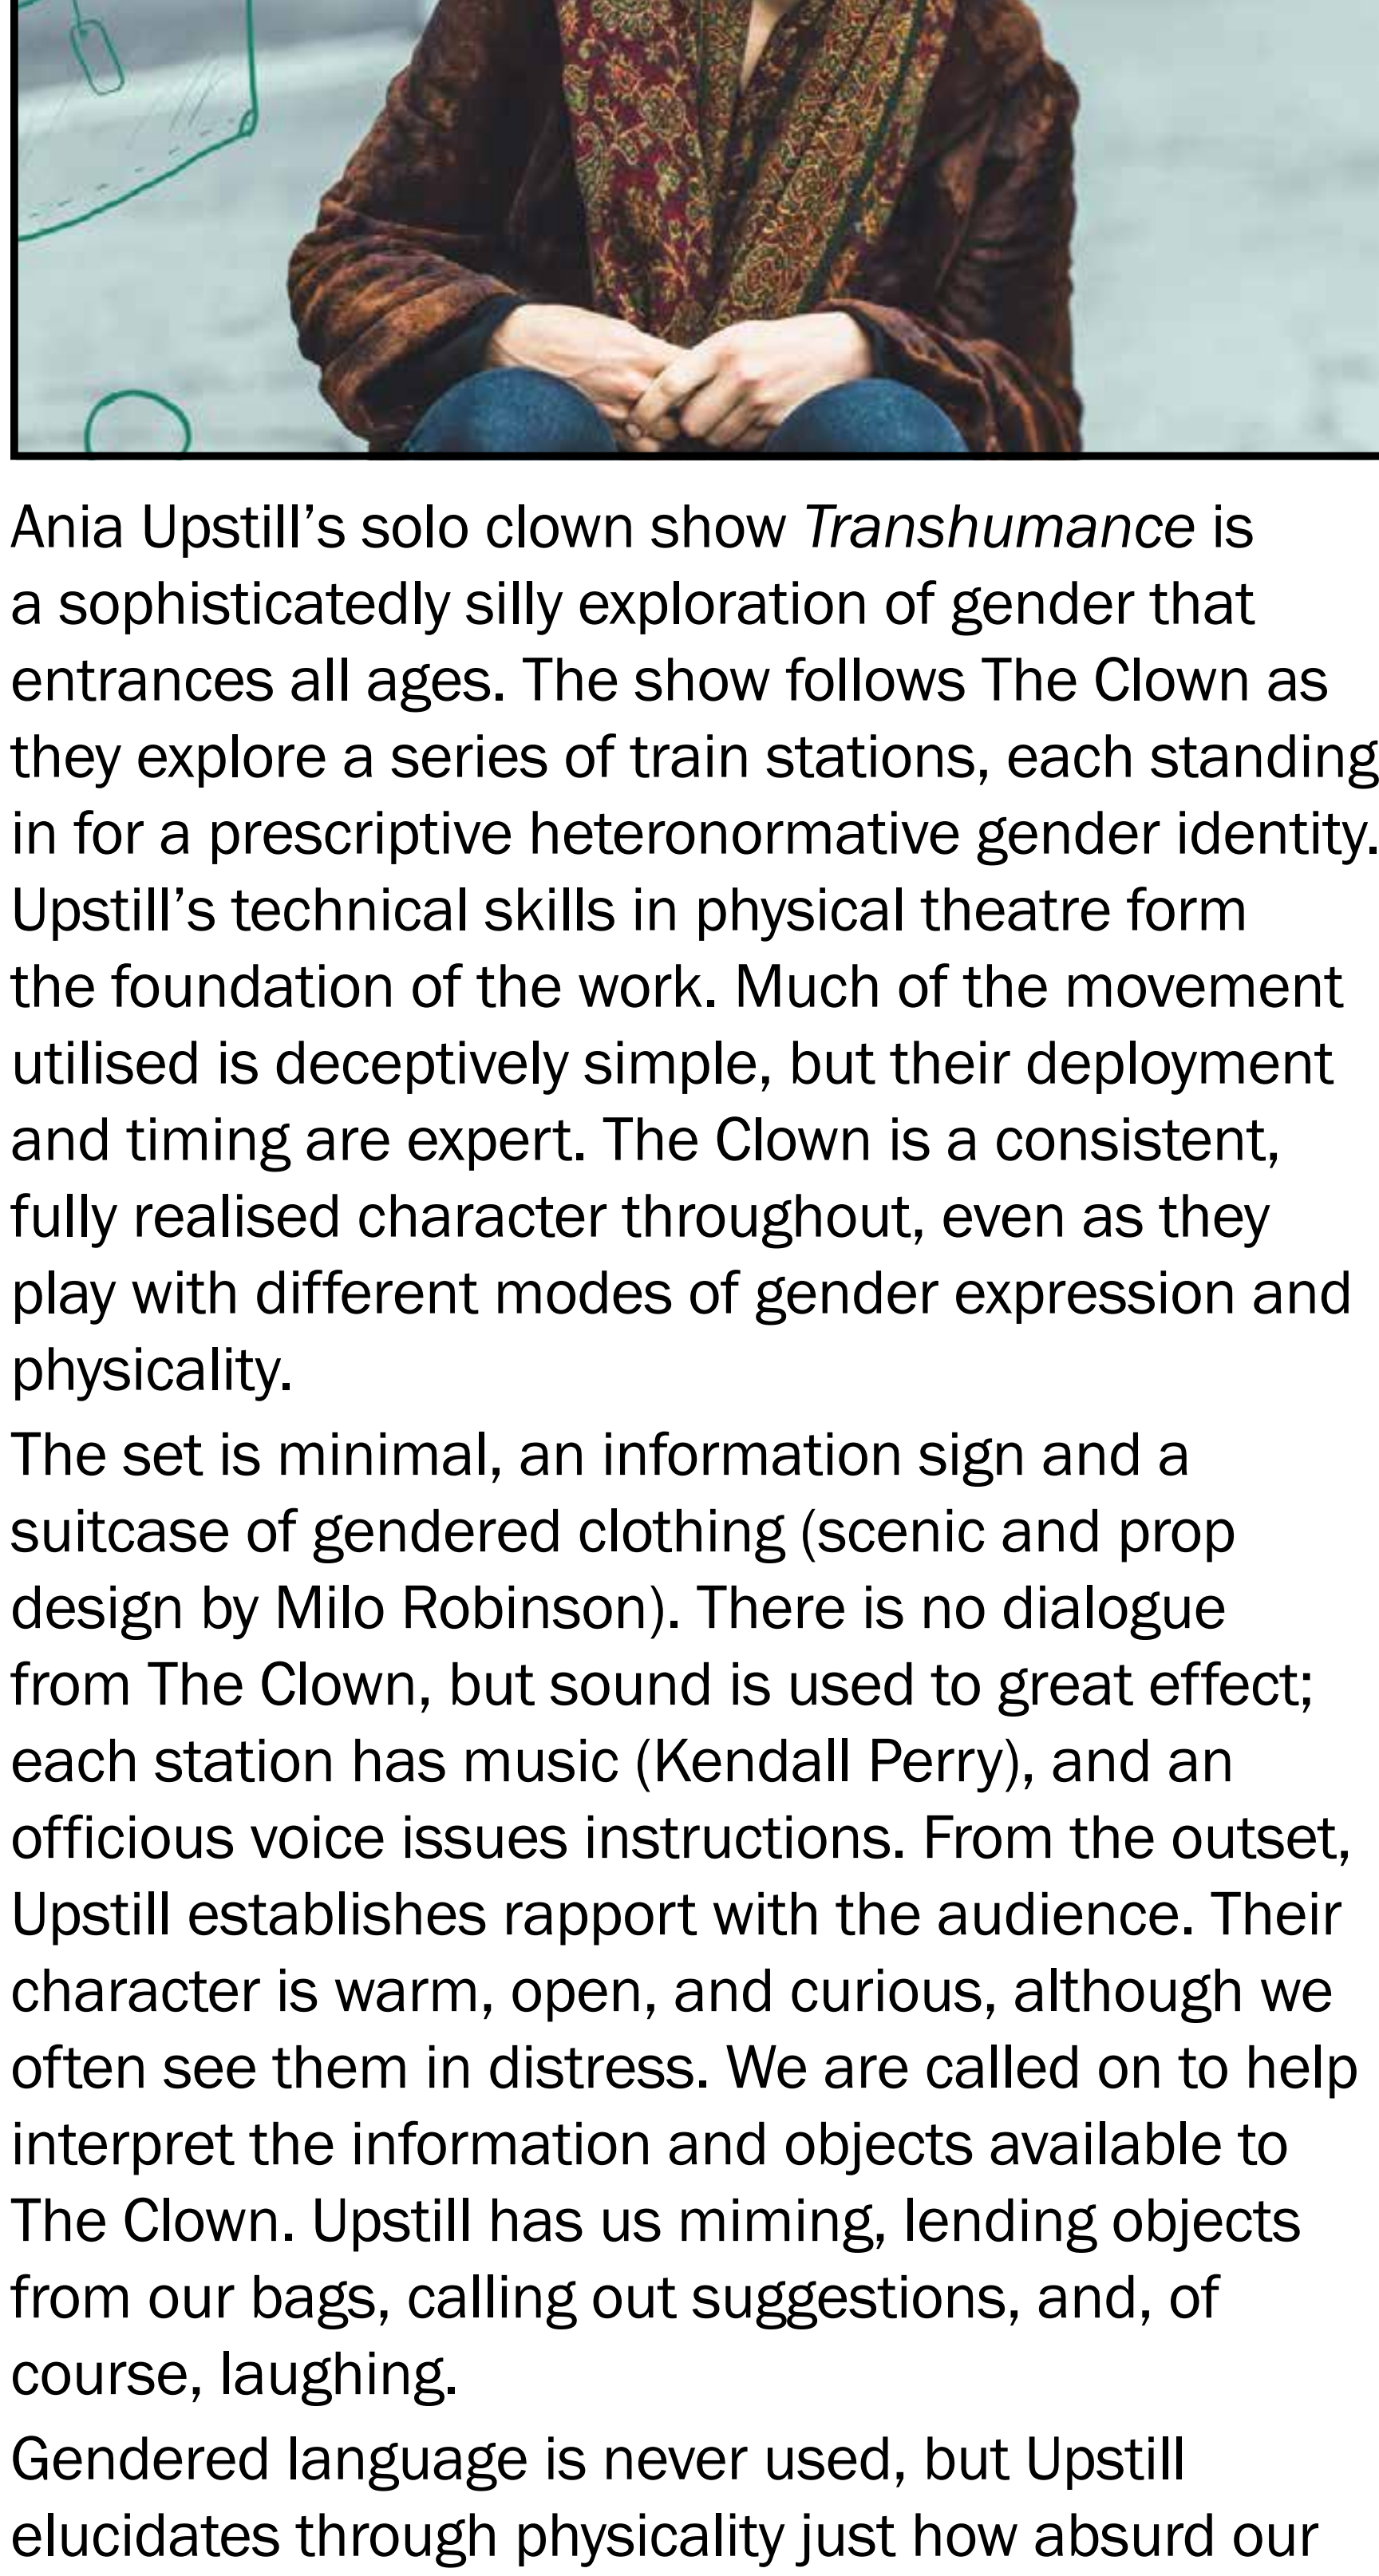 Ania Upstill’s solo clown show Transhumance is
a sophisticatedly silly exploration of gender that
entrances all ages. The show follows The Clown as
they explore a series of train stations, each standing
in for a prescriptive heteronormative gender identity.
Upstill’s technical skills in physical theatre form
the foundation of the work. Much of the movement
utilised is deceptively simple, but their deployment
and timing are expert. The Clown is a consistent,
fully realised character throughout, even as they
play with different modes of gender expression and
physicality.
The set is minimal, an information sign and a
suitcase of gendered clothing (scenic and prop
design by Milo Robinson). There is no dialogue
from The Clown, but sound is used to great effect;
each station has music (Kendall Perry), and an
officious voice issues instructions. From the outset,
Upstill establishes rapport with the audience. Their
character is warm, open, and curious, although we
often see them in distress. We are called on to help
interpret the information and objects available to
The Clown. Upstill has us miming, lending objects
from our bags, calling out suggestions, and, of
course, laughing.
Gendered language is never used, but Upstill
elucidates through physicality just how absurd our